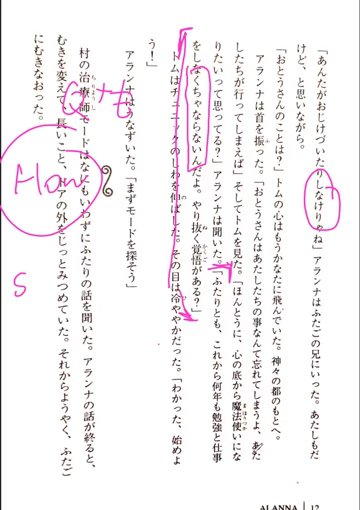 「あんたがおじけづいたりしなけりゃね」アランナはふたごの兄にいった。あたしもだ
けど、と思いながら。
「おとうさんのことは?」トムの心はもうかなたに飛んでいた。神々の都のもとへ。
アランナは首を振った。「おとうさんはあたしたちの事なんて忘れてしまうよ、あた
したちが行ってしまえば」そしてトムを見た。「ほんとうに、心の底から魔法使いにな
りたいって思ってる?」アランナは聞いた。「ふたりとも、これから何年も勉強と仕事
をしなくちゃならないんだよ。やり抜く覚悟がある?」
トムはチュニックのしわを伸ばした。その目は冷ややかだった。「わかった、始めよ
う!」
アランナはうなずいた。「まずモードを探そう」
村の治療師モードはなにもいわずにふたりの話を聞いた。アランナの話が終ると、
むきを変えて、長いこと、ドアの外をじっとみつめていた。それからようやく、ふたご
にむきなおった。
How
S
ALANNA | 12